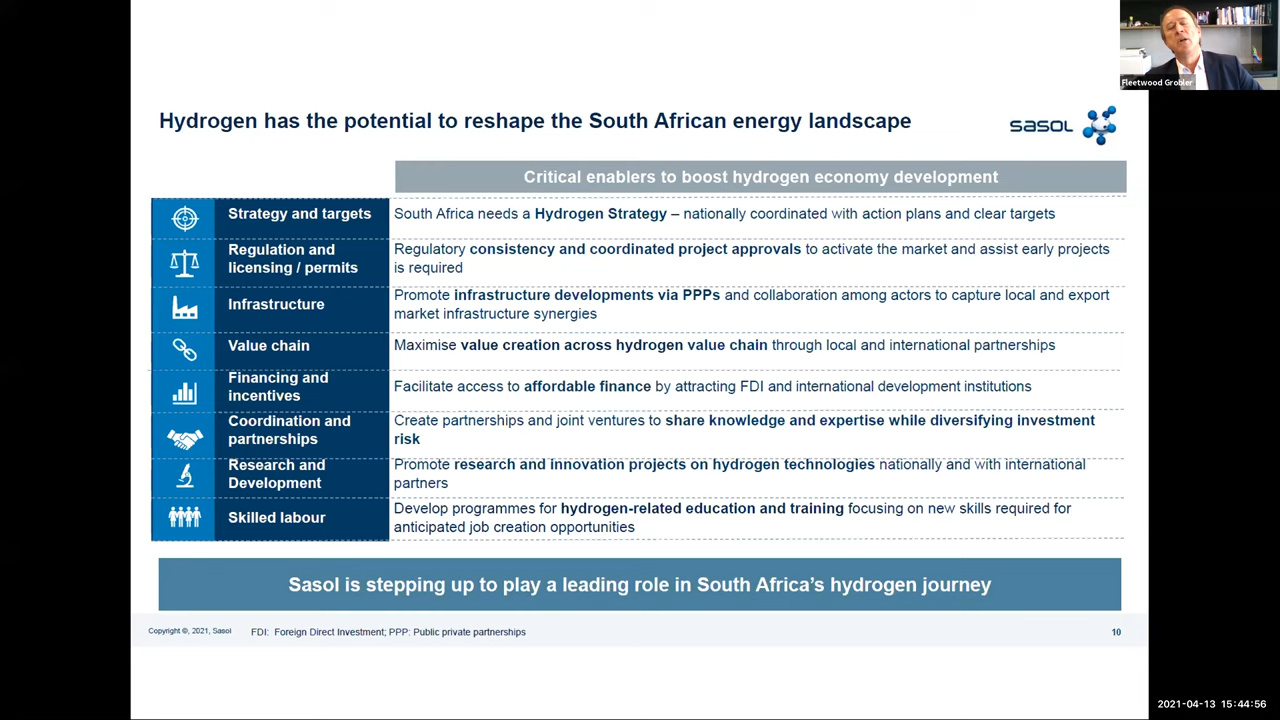 Fleetwood Grobler
Hydrogen has the potential to reshape the South African energy landscape
sasol
Critical enablers to boost hydrogen economy development
Strategy and targets
South Africa needs a Hydrogen Strategy – nationally coordinated with action plans and clear targets
Regulation and
licensing / permits
Regulatory consistency and coordinated project approvals to activate the market and assist early projects
is required
Infrastructure
Promote infrastructure developments via PPPs and collaboration among actors to capture local and export
market infrastructure synergies
Value chain
Maximise value creation across hydrogen value chain through local and international partnerships
Financing and
incentives
Facilitate access to affordable finance by attracting FDI and international development institutions
Coordination and
partnerships
Create partnerships and joint ventures to share knowledge and expertise while diversifying investment
risk
Research and
Development
Promote research and innovation projects on hydrogen technologies nationally and with international
partners
Skilled labour
Develop programmes for hydrogen-related education and training focusing on new skills required for
anticipated job creation opportunities
Sasol is stepping up to play a leading role in South Africa's hydrogen journey
Copyright ©, 2021, Sasol
FDI: Foreign Direct Investment; PPP: Public private partnerships
10
2021-04-13 15:44:56